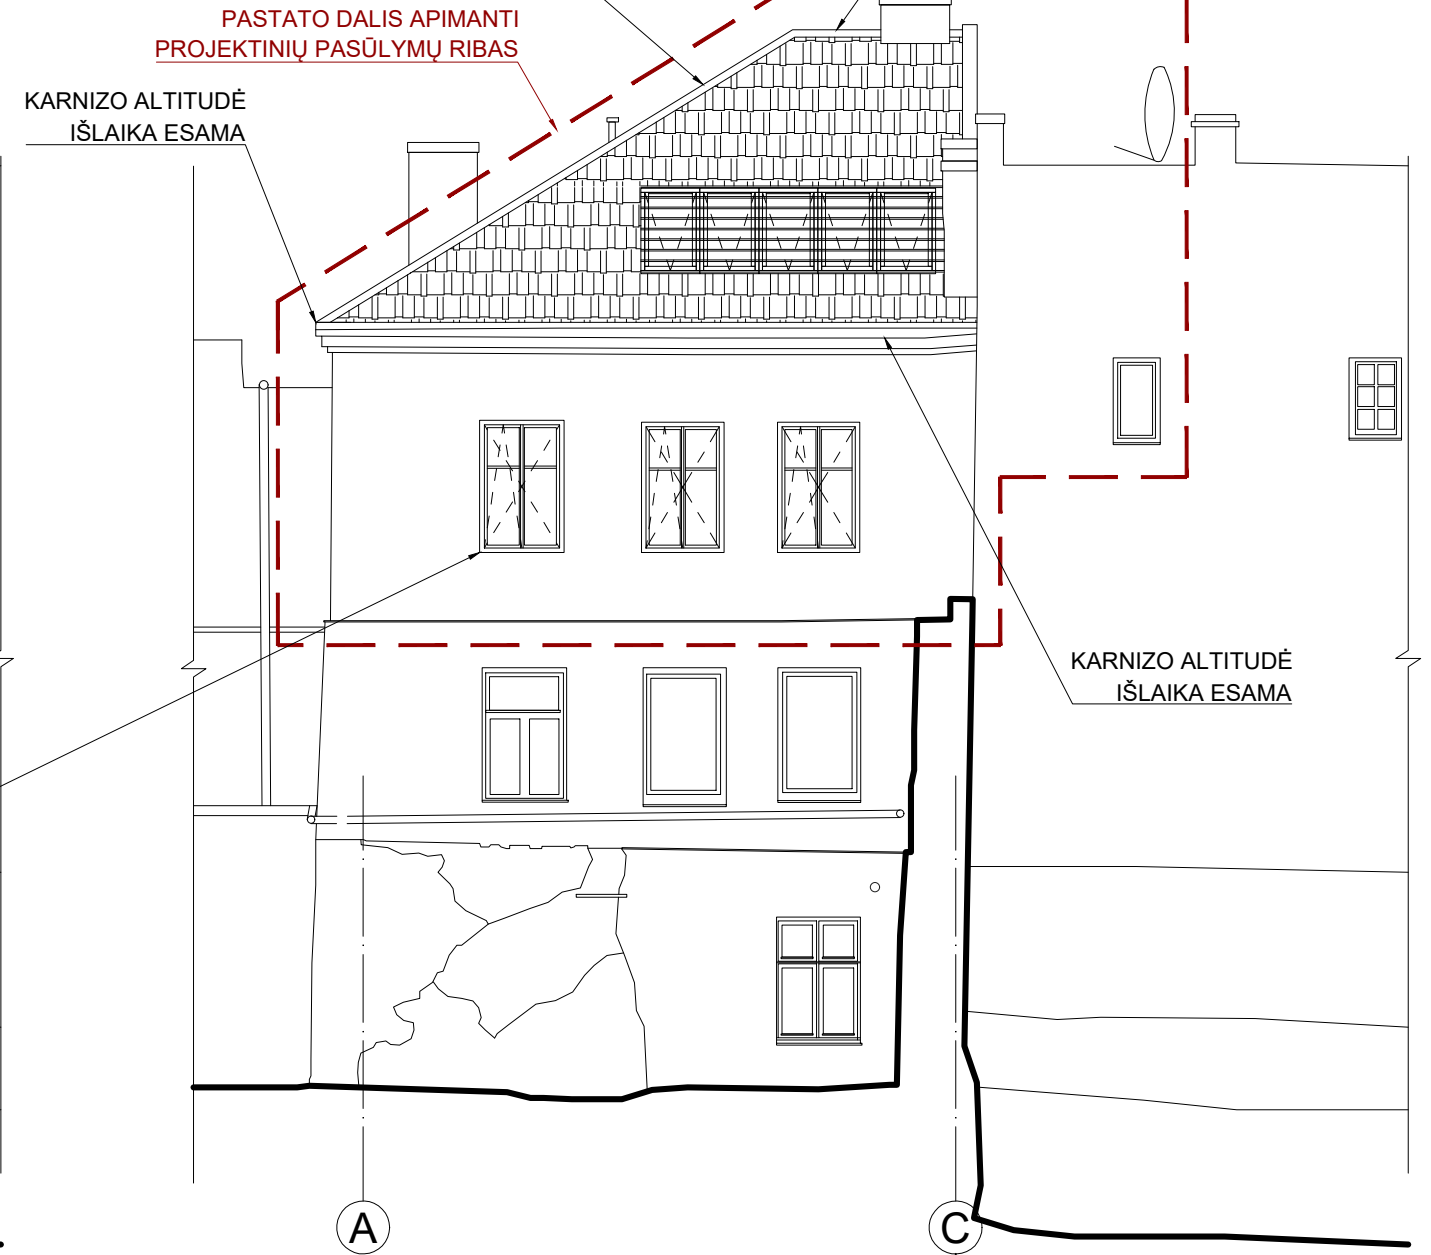 PASTATO DALIS APIMANTI
PROJEKTINIŲ PASŪLYMŲ RIBAS
KARNIZO ALTITUDĖ
IŠLAIKA ESAMA
KARNIZO ALTITUDĖ
IŠLAIKA ESAMA
A
C